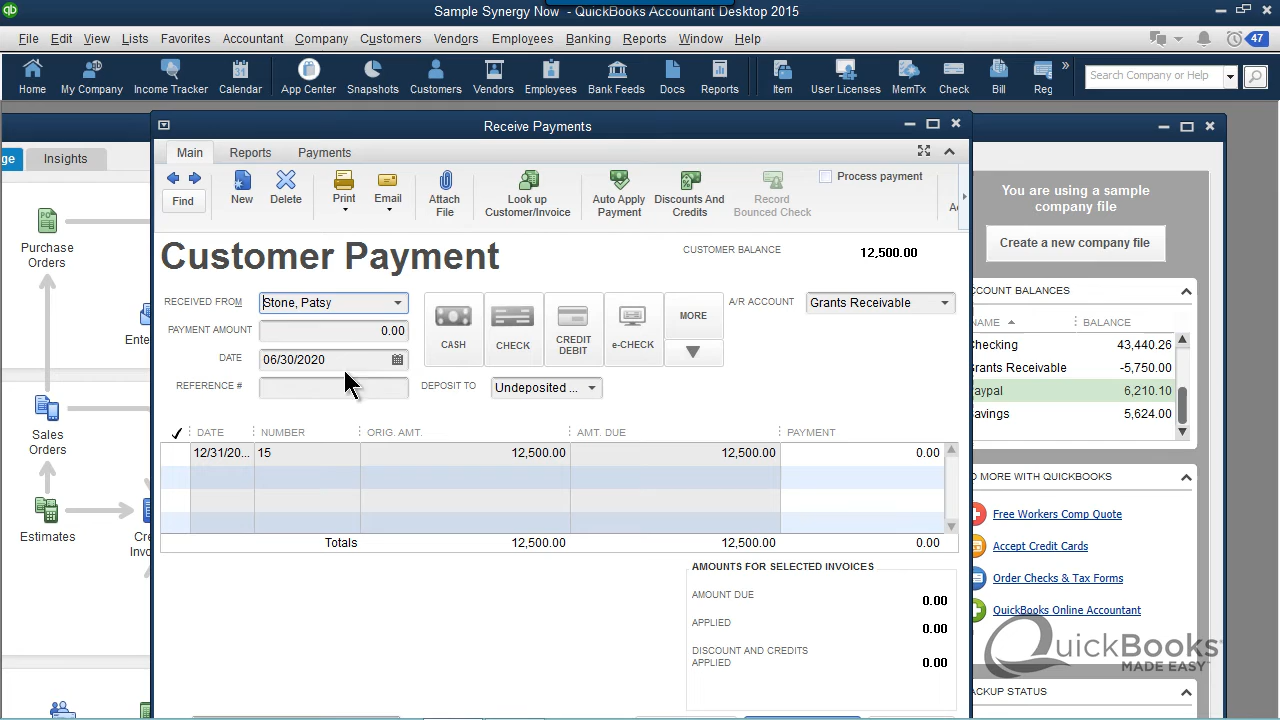 Sample Synergy Now - QuickBooks Accountant Desktop 2015
File Edit View Lists Favorites Accountant Company Customers Vendors Employees Banking Reports Window Help
47
Home My Company Income Tracker Calendar App Center Snapshots Customers Vendors Employees Bank Feeds Docs Reports Item User Licenses MemTx Check Bill Reg
Search Company or Help
Receive Payments
ge Insights
Main Reports Payments
Find New Delete Print Email
Attach
File
Look up
Customer/Invoice
Auto Apply
Payment
Discounts And
Credits
Record
Bounced Check
Process payment
Customer Payment
CUSTOMER BALANCE 12,500.00
RECEIVED FROM Stone, Patsy
PAYMENT AMOUNT 0.00
DATE 06/30/2020
REFERENCE #
CASH
CHECK
CREDIT
DEBIT
e-CHECK
MORE
A/R ACCOUNT Grants Receivable
DEPOSIT TO Undeposited ...
DATE NUMBER ORIG. AMT. AMT. DUE PAYMENT
12/31/20... 15 12,500.00 12,500.00 0.00
Totals 12,500.00 12,500.00 0.00
AMOUNTS FOR SELECTED INVOICES
AMOUNT DUE 0.00
APPLIED 0.00
DISCOUNT AND CREDITS
APPLIED 0.00
Purchase
Orders
Ente
Sales
Orders
Estimates
Cre
Invoi
You are using a sample
company file
Create a new company file
CCOUNT BALANCES
NAME BALANCE
Checking 43,440.26
Grants Receivable -5,750.00
aypal 6,210.10
avings 5,624.00
O MORE WITH QUICKBOOKS
Free Workers Comp Quote
Accept Credit Cards
Order Checks & Tax Forms
QuickBooks Online Accountant
QuickBooks
MADE EASY
ACKUP STATUS